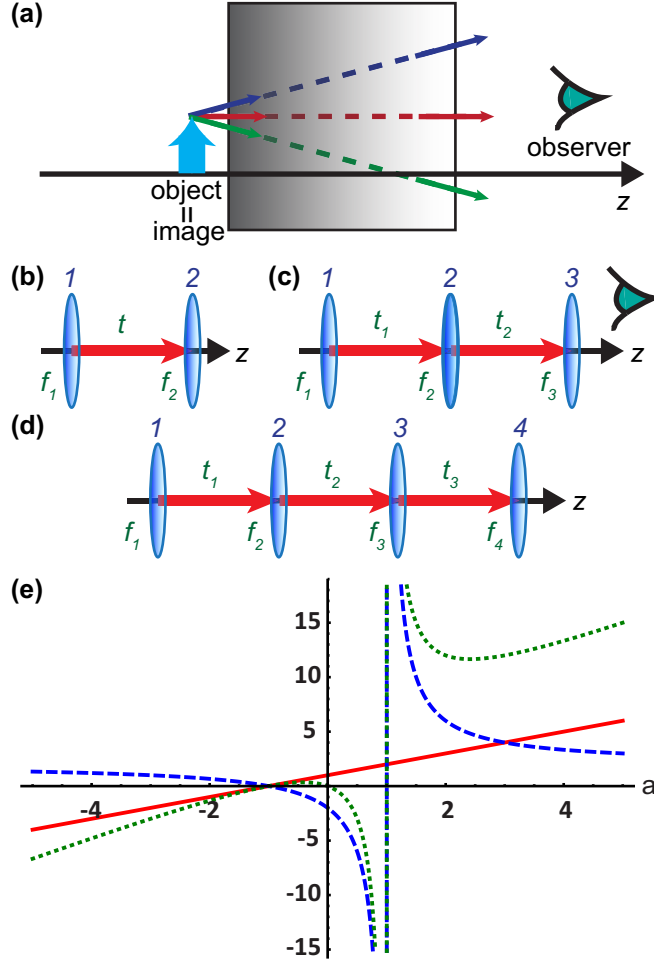 (a)
observer
object
=
image
z
(b)
1 2
t
z
f1 f2
(c)
1 2 3
t1 t2
z
f1 f2 f3
(d)
1 2 3 4
t1 t2 t3
z
f1 f2 f3 f4
(e)
15
10
5
a
-4 -2 2 4
-5
-10
-15